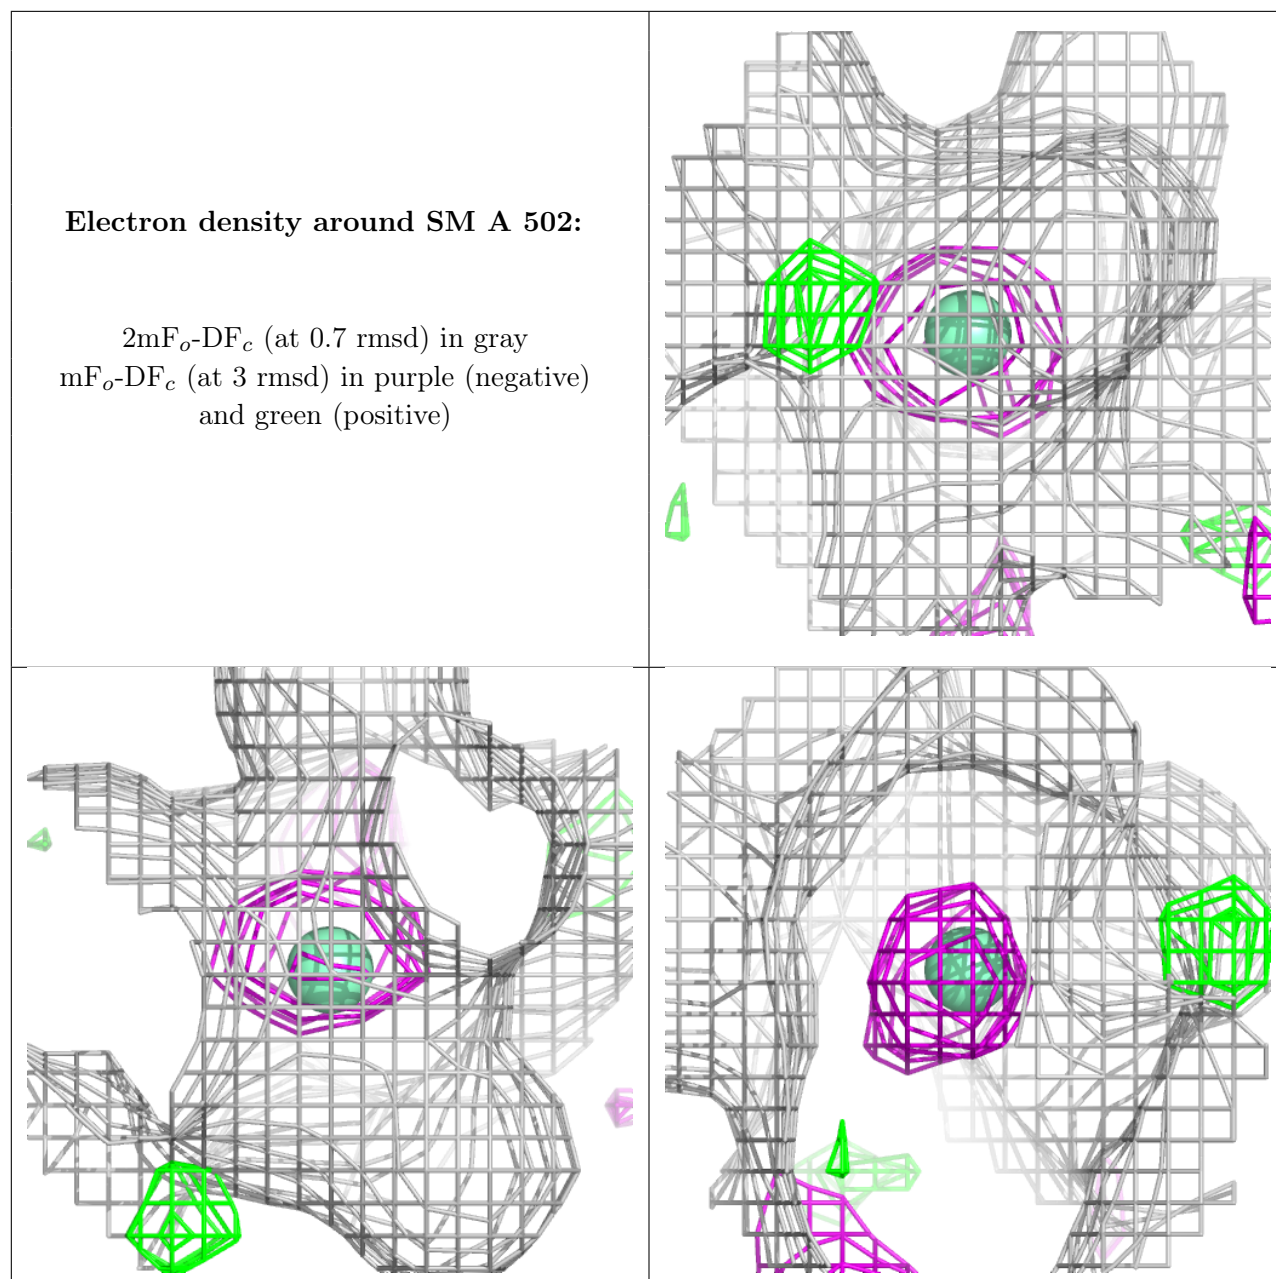 Electron density around SM A 502:
2mFo-DFc (at 0.7 rmsd) in gray
mFo-DFc (at 3 rmsd) in purple (negative)
and green (positive)